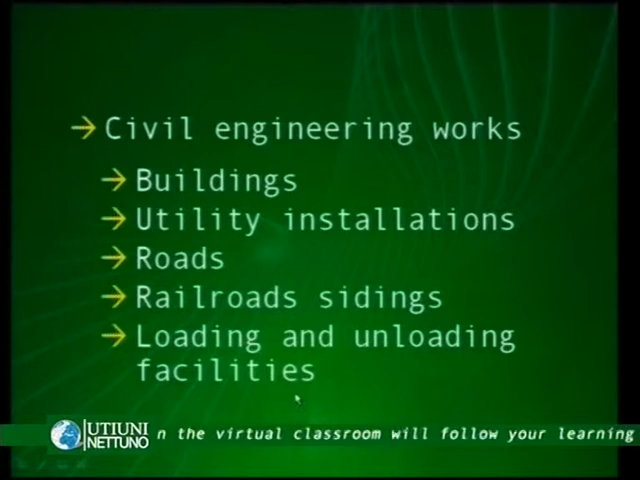 → Civil engineering works
→ Buildings
→ Utility installations
→ Roads
→ Railroads sidings
→ Loading and unloading
facilities
UTIUNI
NETTUNO
n the virtual classroom will follow your learning